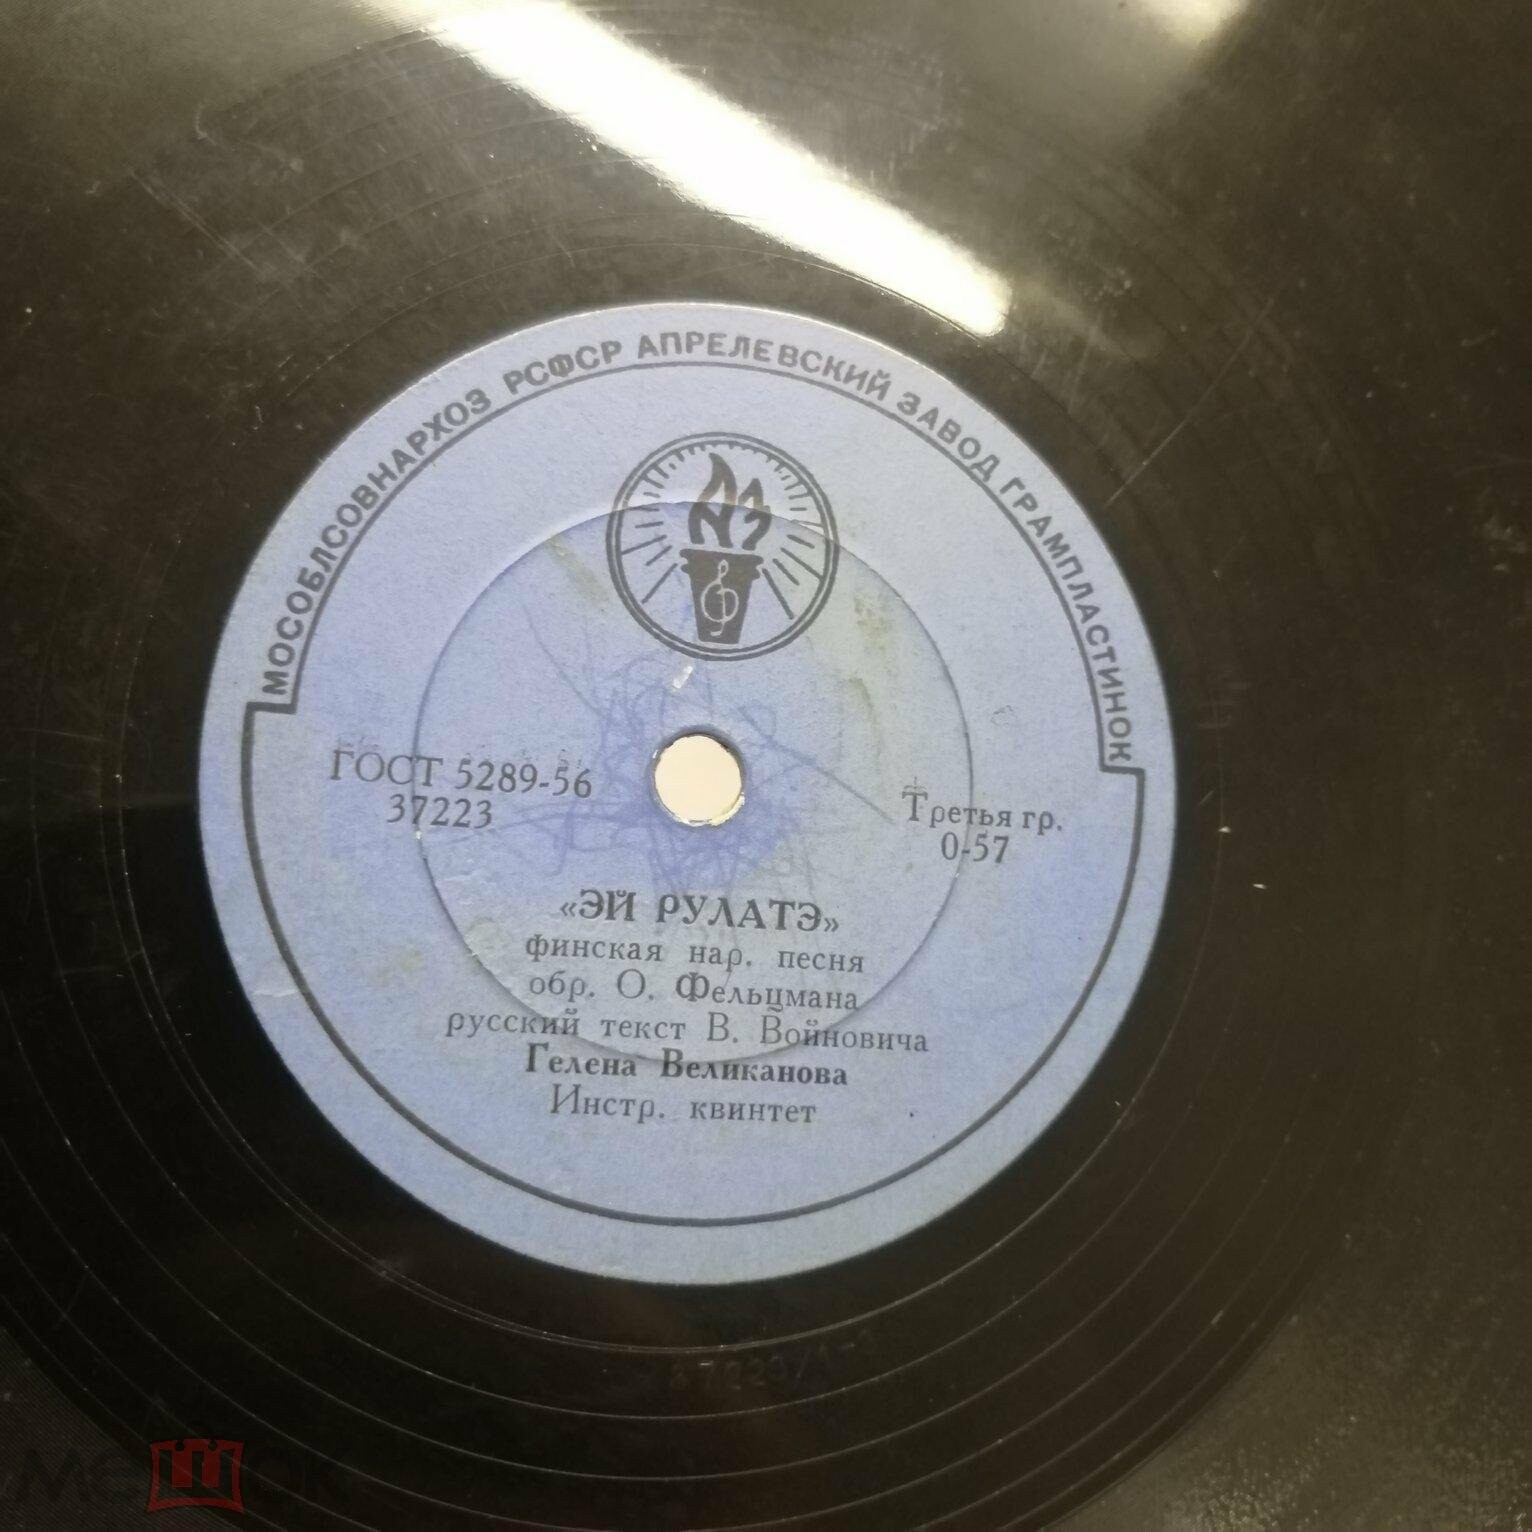 МОСОБЛСОВНАРХОЗ РСФСР АПРЕЛЕВСКИЙ ЗАВОД ГРАМПЛАСТИНОК
ГОСТ 5289-56
37223
Третья гр.
0-57
«ЭЙ РУЛАТЭ»
финская нар. песня
обр. О. Фельцмана
русский текст В. Войновича
Гелена Великанова
Инстр. квинтет
мешок